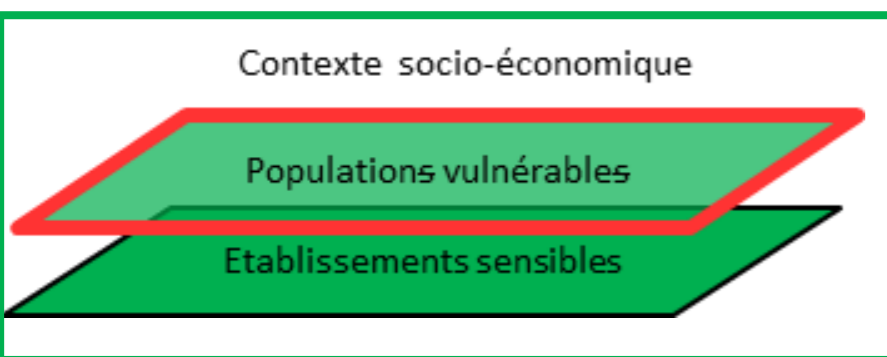 Contexte socio-économique
Populations vulnérables
Etablissements sensibles